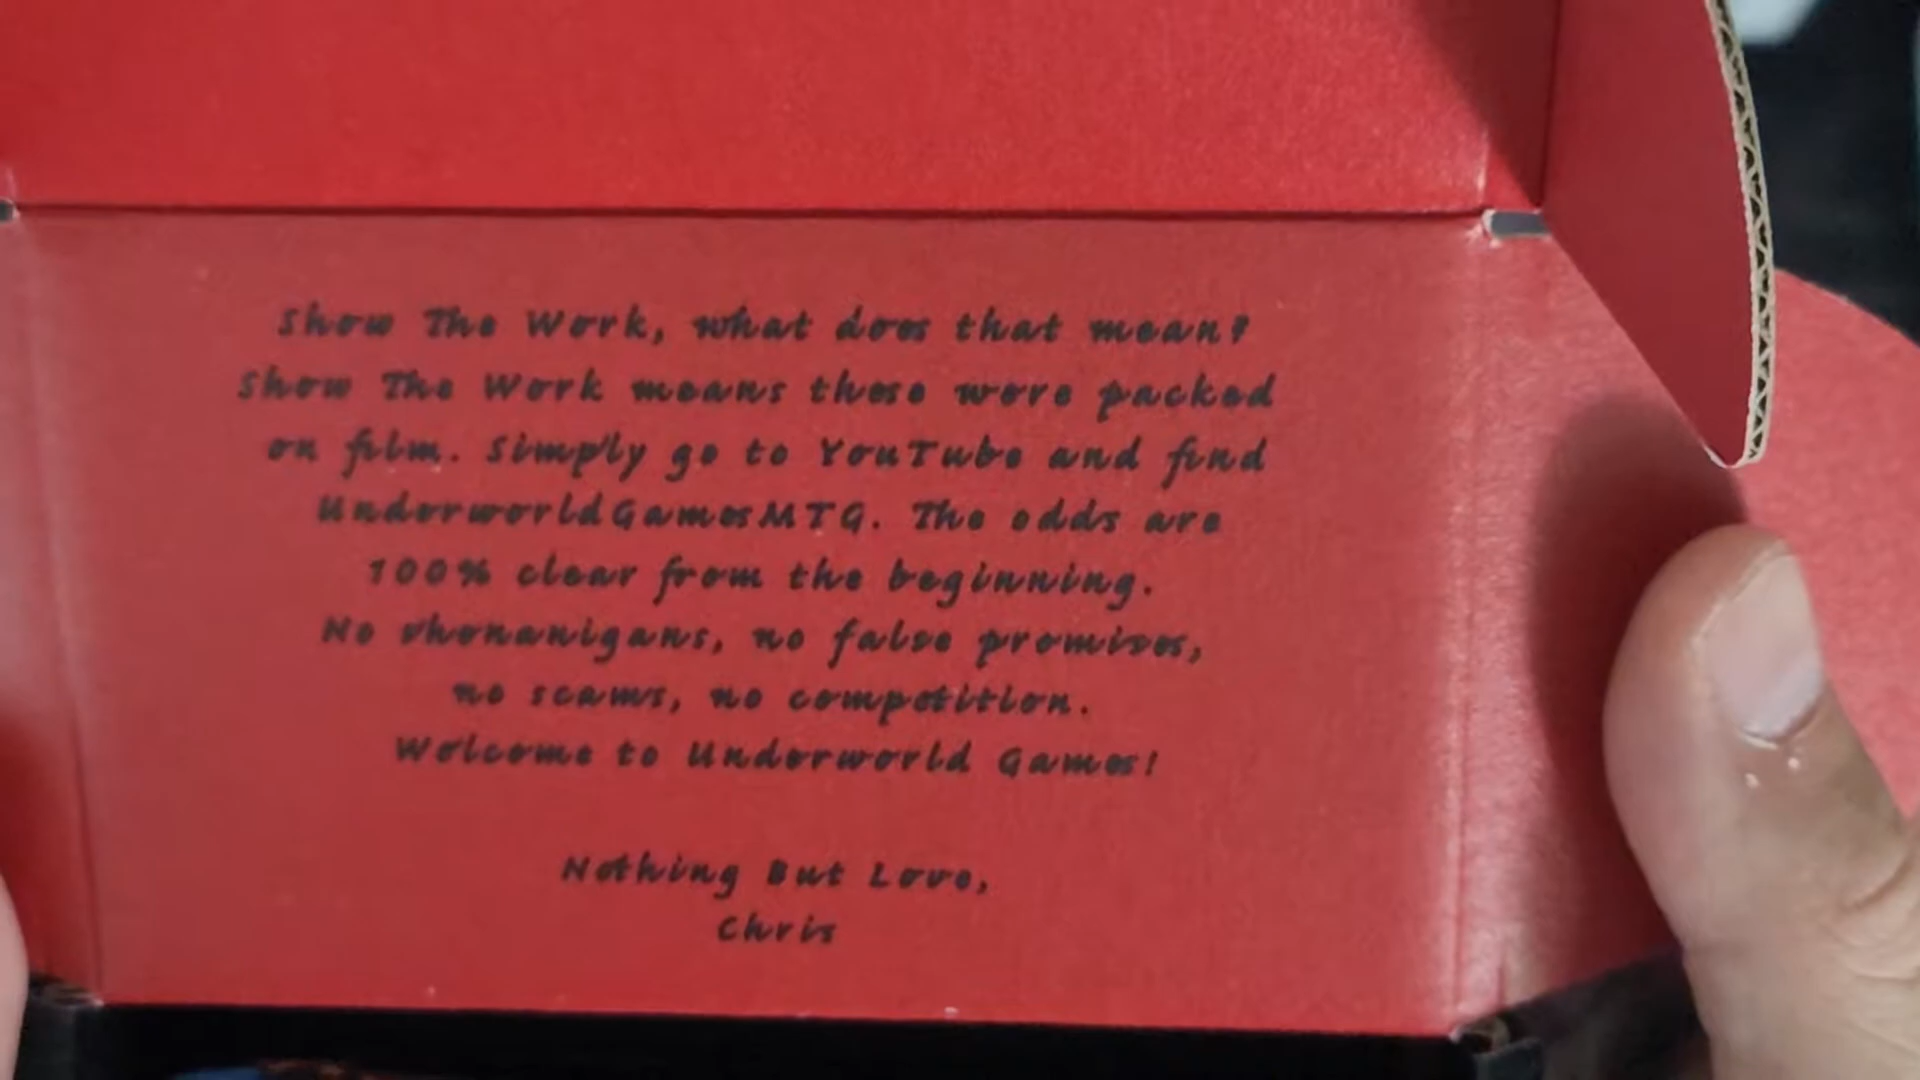 Show The Work, what does that mean?
Show The Work means these were packed
on film. Simply go to YouTube and find
UnderworldGamesMTG. The odds are
100% clear from the beginning.
No shenanigans, no false promises,
no scams, no competition.
Welcome to Underworld Games!
Nothing But Love,
Chris